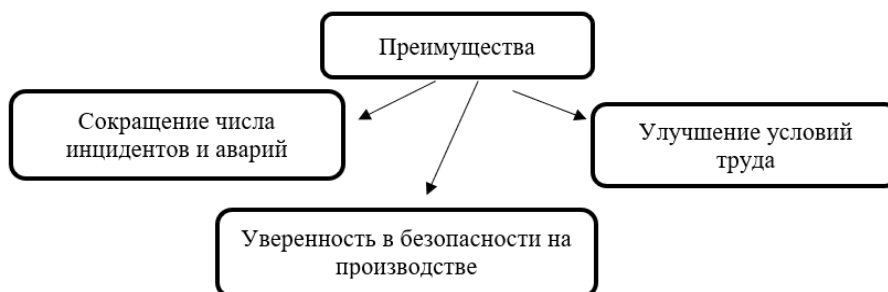 Преимущества
Сокращение числа
инцидентов и аварий
Улучшение условий
труда
Уверенность в безопасности на
производстве